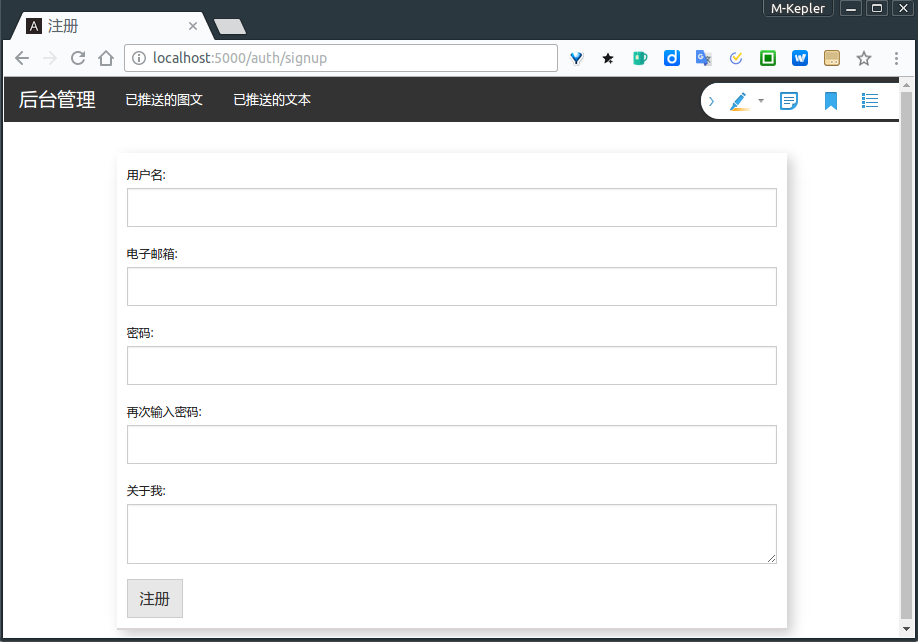 M-Kepler
A 注册
localhost:5000/auth/signup
后台管理 已推送的图文 已推送的文本
用户名:
电子邮箱:
密码:
再次输入密码:
关于我:
注册